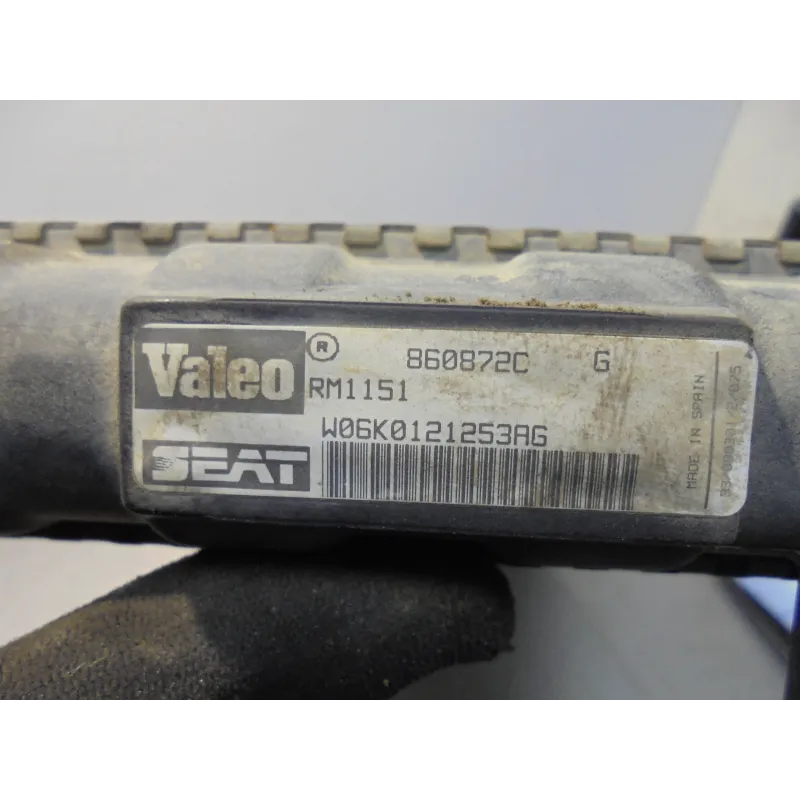 Valeo ® 860872C G
RM1151
W06K0121253AG
SEAT
MADE IN SPAIN